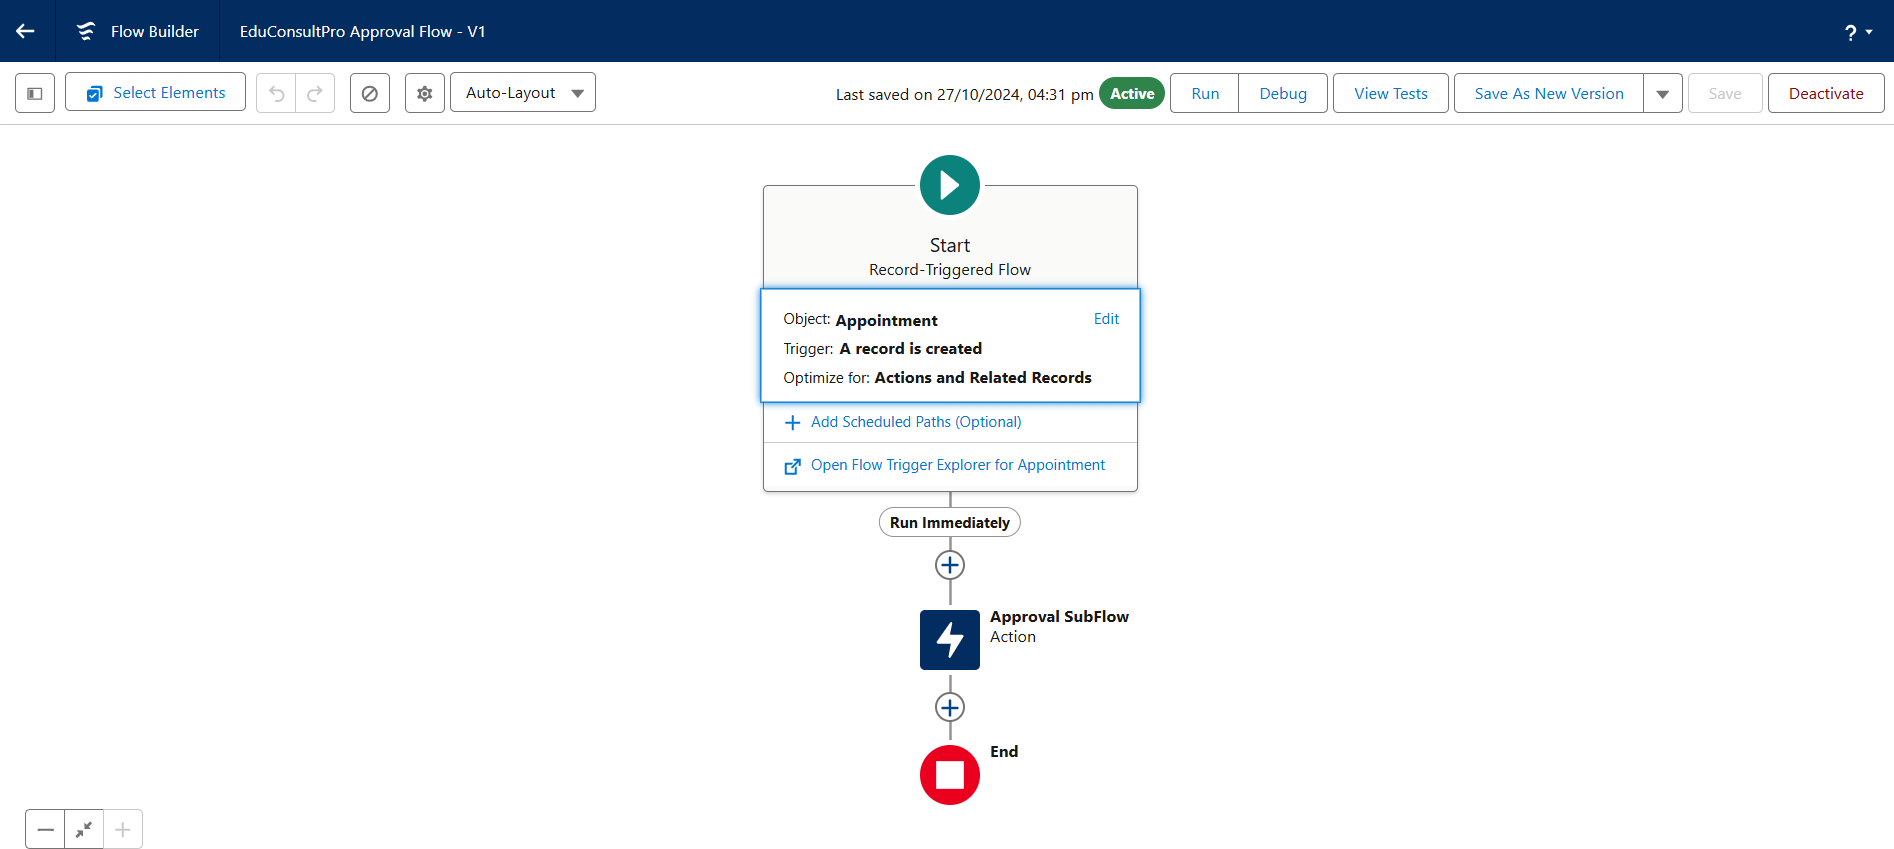 Flow Builder
EduConsultPro Approval Flow - V1
?
Select Elements
Auto-Layout
Last saved on 27/10/2024, 04:31 pm
Active
Run
Debug
View Tests
Save As New Version
Save
Deactivate
Start
Record-Triggered Flow
Object: Appointment
Edit
Trigger: A record is created
Optimize for: Actions and Related Records
Add Scheduled Paths (Optional)
Open Flow Trigger Explorer for Appointment
Run Immediately
Approval SubFlow
Action
End